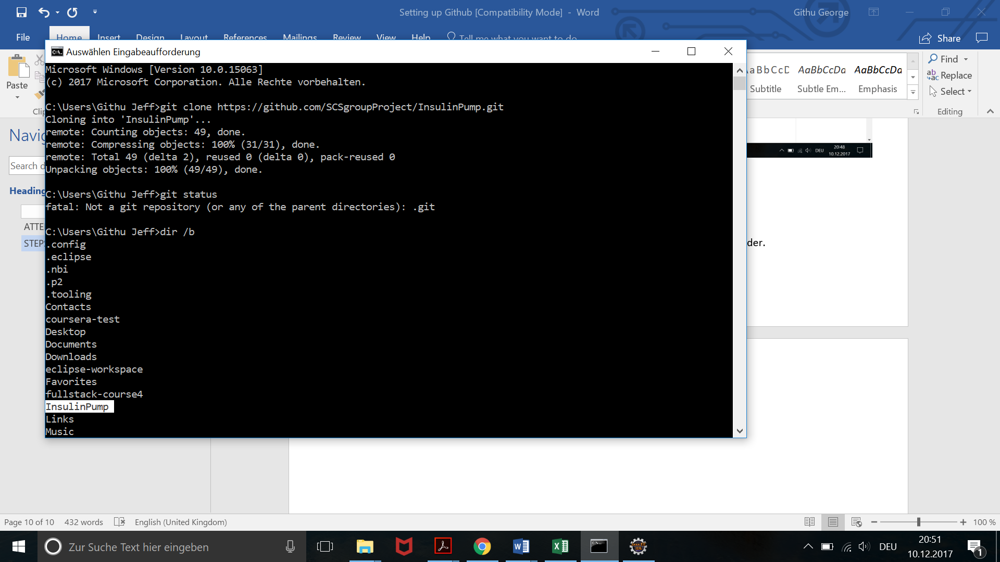 Setting up Github [Compatibility Mode] - Word
Githu George
File
Home
Insert
Design
Layout
References
Mailings
Review
View
Help
Tell me what you want to do
Share
Auswählen Eingabeaufforderung
Paste
Subtitle
AaBbCcDd
Subtle Em...
AaBbCcDd
Emphasis
Find
Replace
Select
Editing
Microsoft Windows [Version 10.0.15063]
(c) 2017 Microsoft Corporation. Alle Rechte vorbehalten.
C:\Users\Githu Jeff>git clone https://github.com/SCSgroupProject/InsulinPump.git
Cloning into 'InsulinPump'...
remote: Counting objects: 49, done.
remote: Compressing objects: 100% (31/31), done.
remote: Total 49 (delta 2), reused 0 (delta 0), pack-reused 0
Unpacking objects: 100% (49/49), done.
C:\Users\Githu Jeff>git status
fatal: Not a git repository (or any of the parent directories): .git
C:\Users\Githu Jeff>dir /b
.config
.eclipse
.nbi
.p2
.tooling
Contacts
coursera-test
Desktop
Documents
Downloads
eclipse-workspace
Favorites
fullstack-course4
InsulinPump
Links
Music
Clip
Navig
Search d
Heading
ATTE
STEPS
DEU
20:48
10.12.2017
der.
Page 10 of 10
432 words
English (United Kingdom)
100 %
Zur Suche Text hier eingeben
Java EE
IDE
DEU
20:51
10.12.2017
1